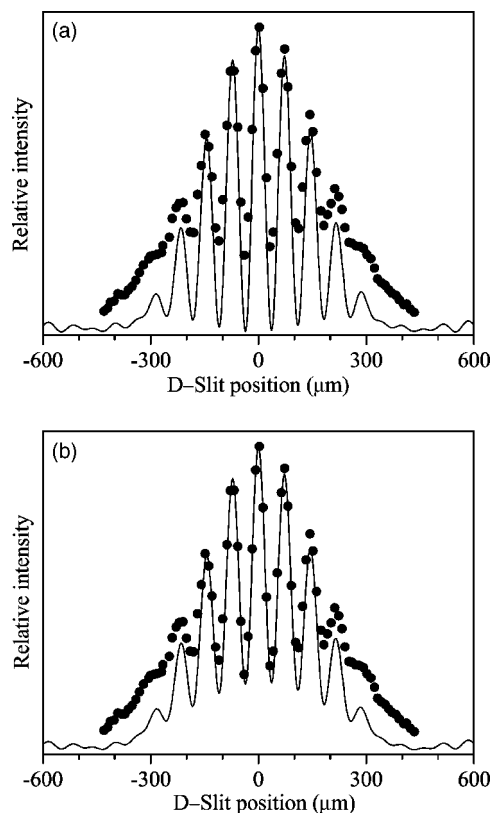 (a)
Relative intensity
-600 -300 0 300 600
D–Slit position (μm)
(b)
Relative intensity
-600 -300 0 300 600
D–Slit position (μm)